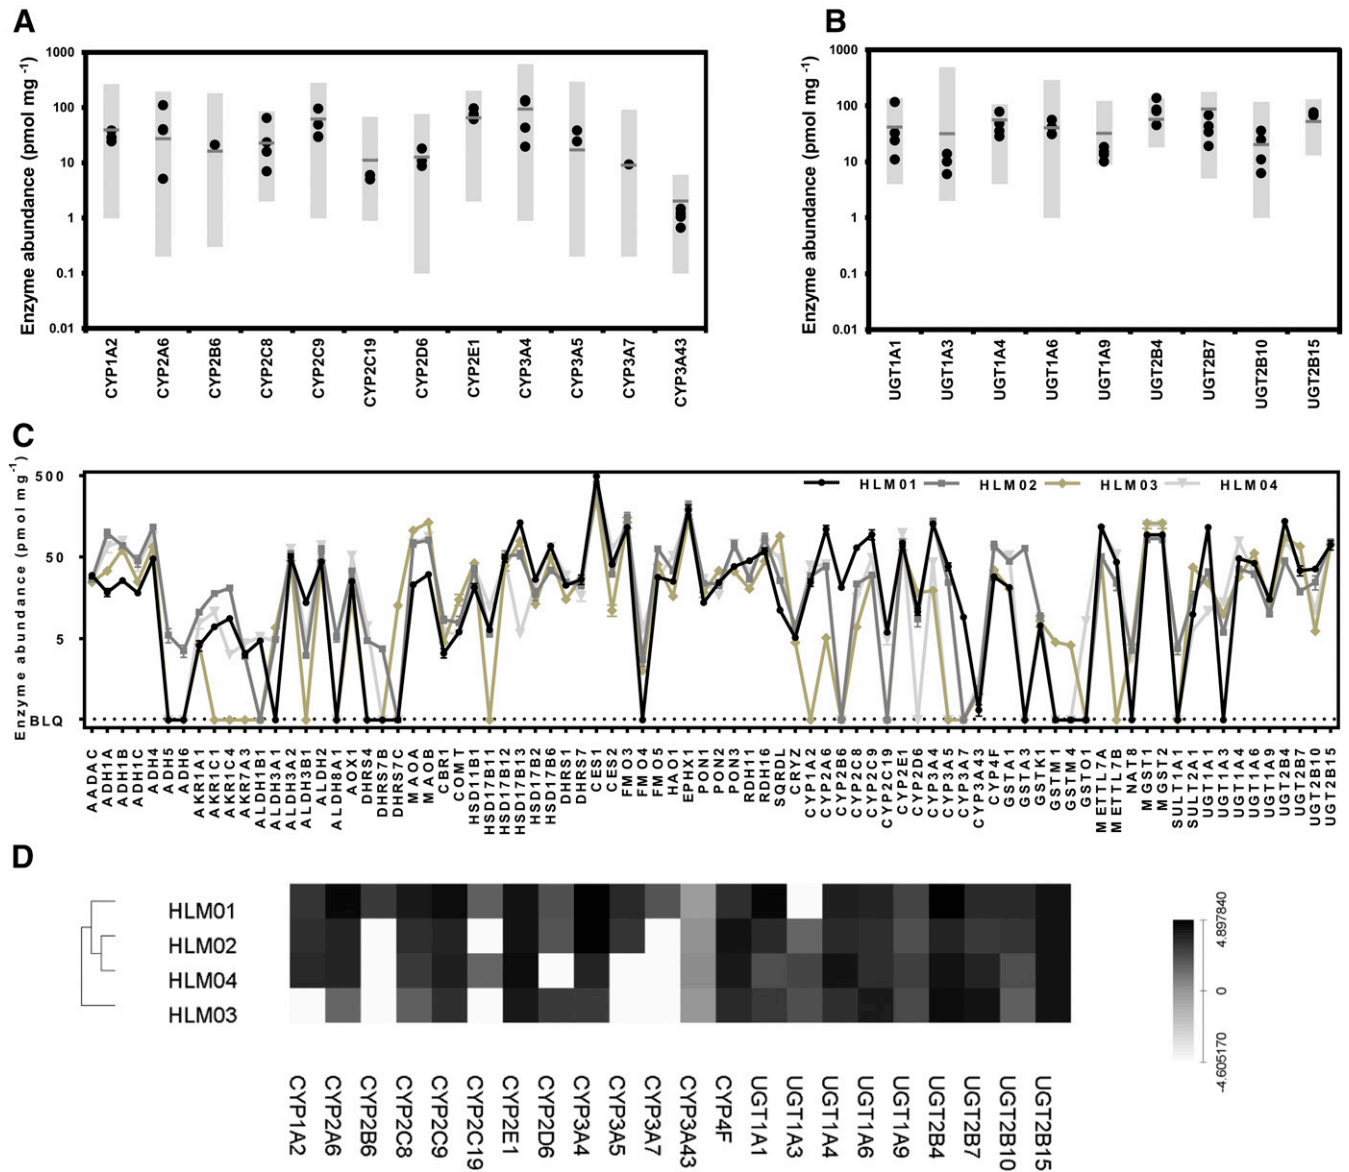 A
Enzyme abundance (pmol mg -1)
1000
100
10
1
0.1
0.01
CYP1A2
CYP2A6
CYP2B6
CYP2C8
CYP2C9
CYP2C19
CYP2D6
CYP2E1
CYP3A4
CYP3A5
CYP3A7
CYP3A43
B
Enzyme abundance (pmol mg -1)
1000
100
10
1
0.1
0.01
UGT1A1
UGT1A3
UGT1A4
UGT1A6
UGT1A9
UGT2B4
UGT2B7
UGT2B10
UGT2B15
C
Enzyme abundance (pmol mg-1)
500
50
5
BLQ
HLM01
HLM02
HLM03
HLM04
AADAC
ADH1A
ADH1B
ADH1C
ADH4
ADH5
ADH6
AKR1A1
AKR1C1
AKR1C4
AKR7A3
ALDH1B1
ALDH3A1
ALDH3A2
ALDH3B1
ALDH2
ALDH8A1
AOX1
DHRS4
DHRS7B
DHRS7C
MAOA
MAOB
CBR1
COMT
HSD11B1
HSD17B11
HSD17B12
HSD17B13
HSD17B2
HSD17B6
DHRS1
DHRS7
CES1
CES2
FMO3
FMO4
FMO5
HAO1
EPHX1
PON1
PON2
PON3
RDH11
RDH16
SQRDL
CRYZ
CYP1A2
CYP2A6
CYP2B6
CYP2C8
CYP2C9
CYP2C19
CYP2E1
CYP2D6
CYP3A4
CYP3A5
CYP3A7
CYP3A43
CYP4F
GSTA1
GSTA3
GSTK1
GSTM1
GSTM4
GSTO1
METTL7A
METTL7B
NAT8
MGST1
MGST2
SULT1A1
SULT2A1
UGT1A1
UGT1A3
UGT1A4
UGT1A6
UGT1A9
UGT2B4
UGT2B7
UGT2B10
UGT2B15
D
HLM01
HLM02
HLM04
HLM03
CYP1A2
CYP2A6
CYP2B6
CYP2C8
CYP2C9
CYP2C19
CYP2E1
CYP2D6
CYP3A4
CYP3A5
CYP3A7
CYP3A43
CYP4F
UGT1A1
UGT1A3
UGT1A4
UGT1A6
UGT1A9
UGT2B4
UGT2B7
UGT2B10
UGT2B15
4.897840
0
-4.605170